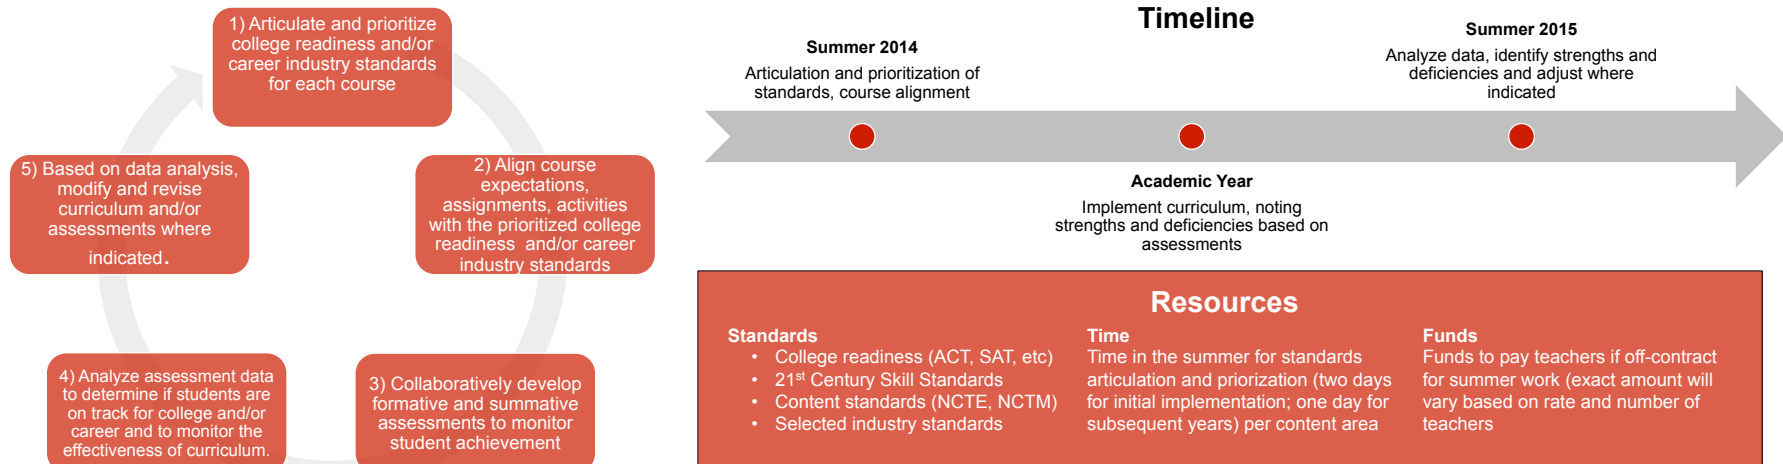 1) Articulate and prioritize
college readiness and/or
career industry standards
for each course
2) Align course
expectations,
assignments, activities
with the prioritized college
readiness and/or career
industry standards
3) Collaboratively develop
formative and summative
assessments to monitor
student achievement
4) Analyze assessment data
to determine if students are
on track for college and/or
career and to monitor the
effectiveness of curriculum.
5) Based on data analysis,
modify and revise
curriculum and/or
assessments where
indicated.
Timeline
Summer 2014
Articulation and prioritization of
standards, course alignment
Academic Year
Implement curriculum, noting
strengths and deficiencies based on
assessments
Summer 2015
Analyze data, identify strengths and
deficiencies and adjust where
indicated
Resources
Standards
• College readiness (ACT, SAT, etc)
• 21st Century Skill Standards
• Content standards (NCTE, NCTM)
• Selected industry standards
Time
Time in the summer for standards
articulation and priorization (two days
for initial implementation; one day for
subsequent years) per content area
Funds
Funds to pay teachers if off-contract
for summer work (exact amount will
vary based on rate and number of
teachers